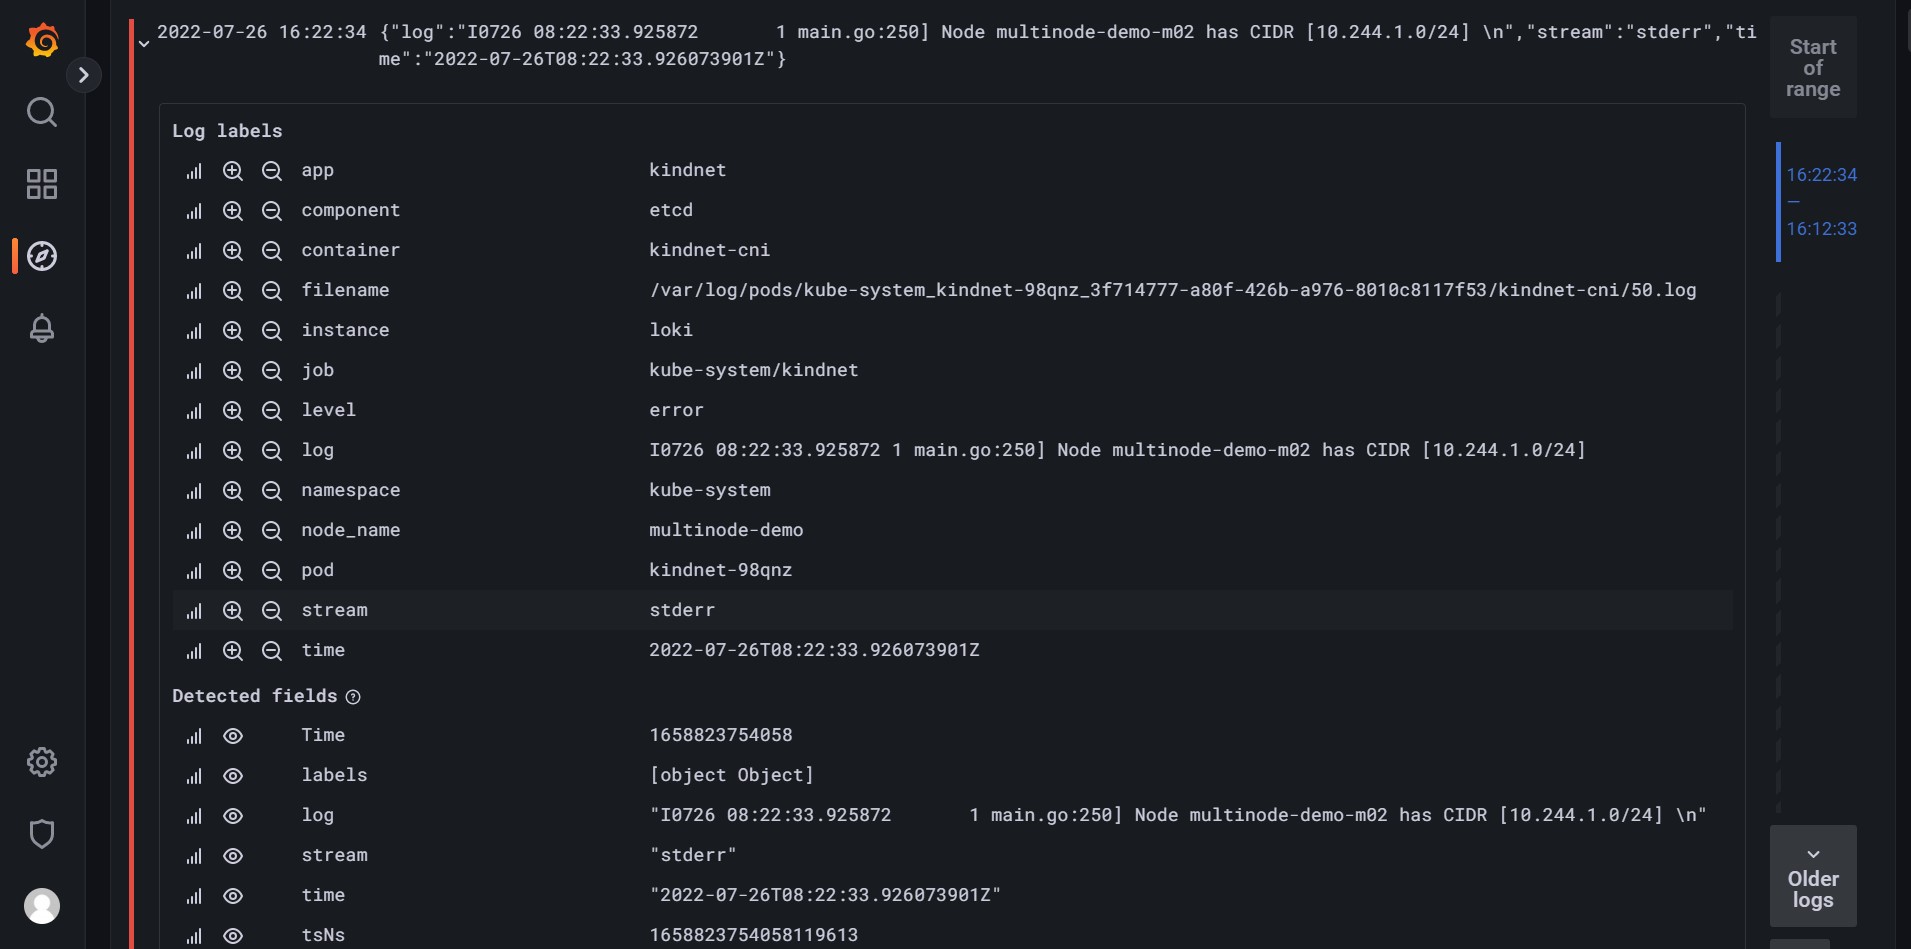 2022-07-26 16:22:34 {"log":"I0726 08:22:33.925872       1 main.go:250] Node multinode-demo-m02 has CIDR [10.244.1.0/24] \n","stream":"stderr","ti
me":"2022-07-26T08:22:33.926073901Z"}
Start
of
range
16:22:34
—
16:12:33
Log labels
app kindnet
component etcd
container kindnet-cni
filename /var/log/pods/kube-system_kindnet-98qnz_3f714777-a80f-426b-a976-8010c8117f53/kindnet-cni/50.log
instance loki
job kube-system/kindnet
level error
log I0726 08:22:33.925872 1 main.go:250] Node multinode-demo-m02 has CIDR [10.244.1.0/24]
namespace kube-system
node_name multinode-demo
pod kindnet-98qnz
stream stderr
time 2022-07-26T08:22:33.926073901Z
Detected fields
Time 1658823754058
labels [object Object]
log "I0726 08:22:33.925872       1 main.go:250] Node multinode-demo-m02 has CIDR [10.244.1.0/24] \n"
stream "stderr"
time "2022-07-26T08:22:33.926073901Z"
tsNs 1658823754058119613
Older
logs